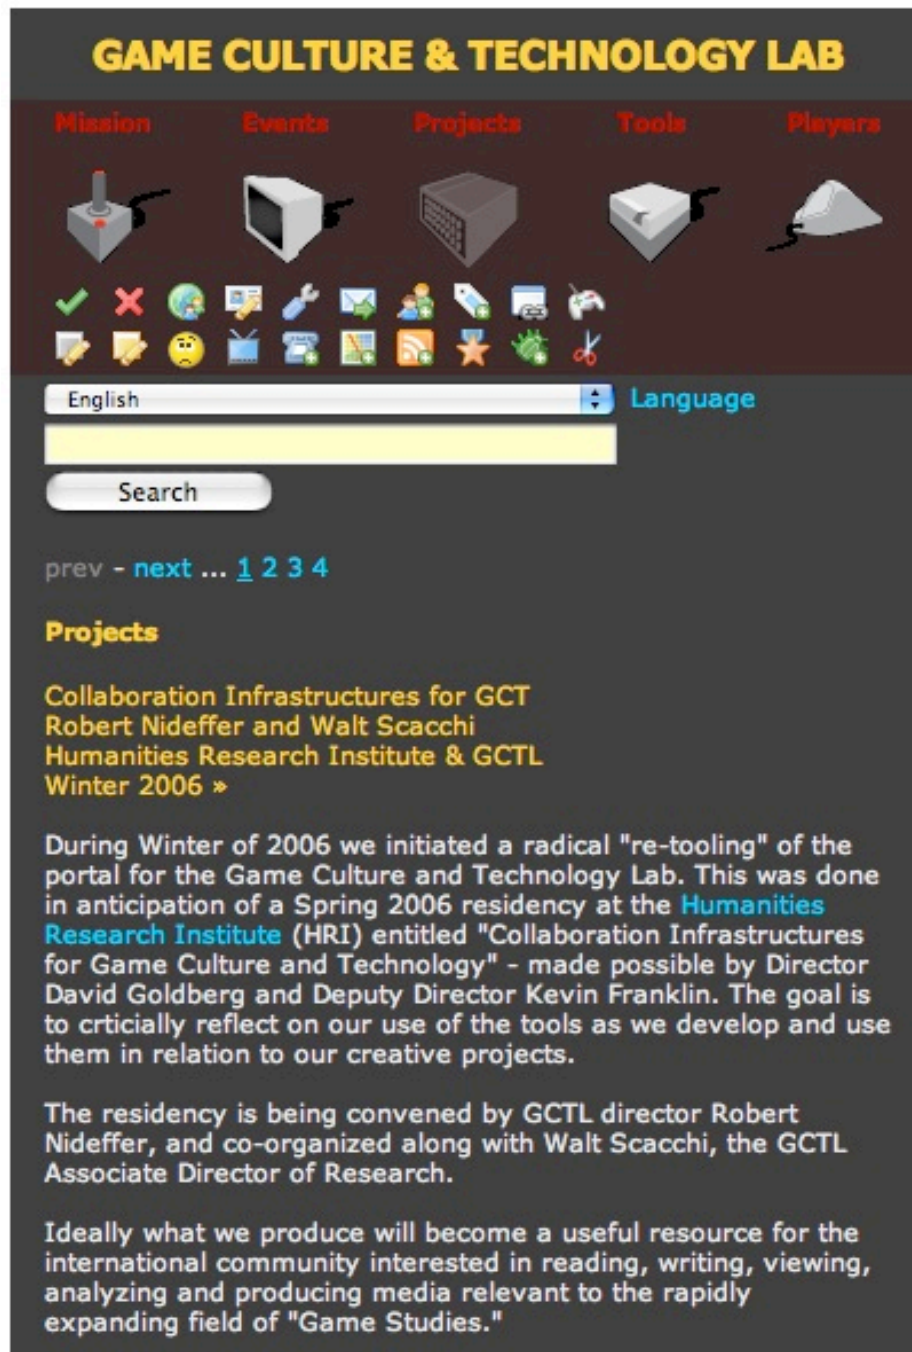 GAME CULTURE & TECHNOLOGY LAB
Mission Events Projects Tools Players
English Language
Search
prev - next ... 1 2 3 4
Projects
Collaboration Infrastructures for GCT
Robert Nideffer and Walt Scacchi
Humanities Research Institute & GCTL
Winter 2006 »
During Winter of 2006 we initiated a radical "re-tooling" of the
portal for the Game Culture and Technology Lab. This was done
in anticipation of a Spring 2006 residency at the Humanities
Research Institute (HRI) entitled "Collaboration Infrastructures
for Game Culture and Technology" - made possible by Director
David Goldberg and Deputy Director Kevin Franklin. The goal is
to crticially reflect on our use of the tools as we develop and use
them in relation to our creative projects.
The residency is being convened by GCTL director Robert
Nideffer, and co-organized along with Walt Scacchi, the GCTL
Associate Director of Research.
Ideally what we produce will become a useful resource for the
international community interested in reading, writing, viewing,
analyzing and producing media relevant to the rapidly
expanding field of "Game Studies."